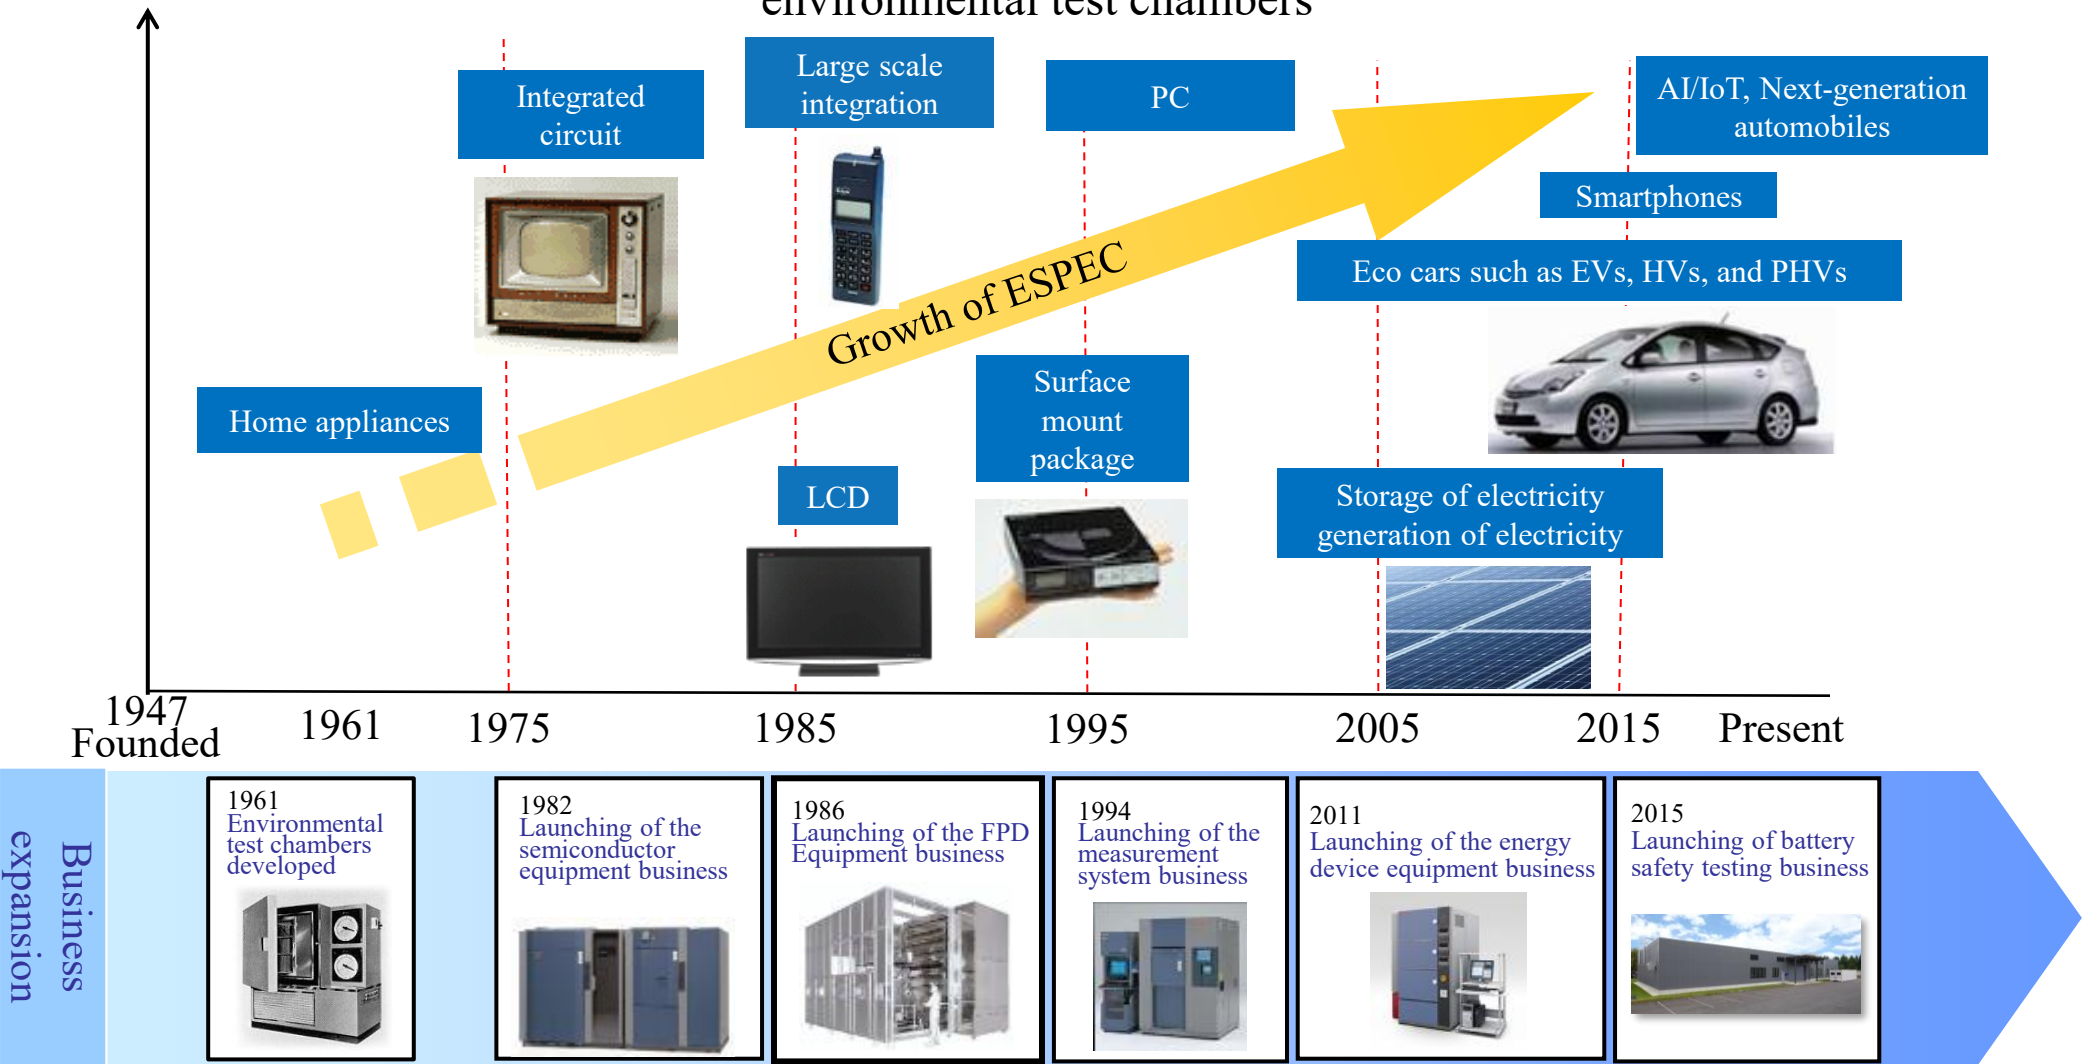 environmental test chambers
Integrated
circuit
Large scale
integration
PC
AI/IoT, Next-generation
automobiles
Smartphones
Eco cars such as EVs, HVs, and PHVs
Growth of ESPEC
Home appliances
Surface
mount
package
LCD
Storage of electricity
generation of electricity
1947
Founded
1961
1975
1985
1995
2005
2015
Present
Business
expansion
1961
Environmental
test chambers
developed
1982
Launching of the
semiconductor
equipment business
1986
Launching of the FPD
Equipment business
1994
Launching of the
measurement
system business
2011
Launching of the energy
device equipment business
2015
Launching of battery
safety testing business